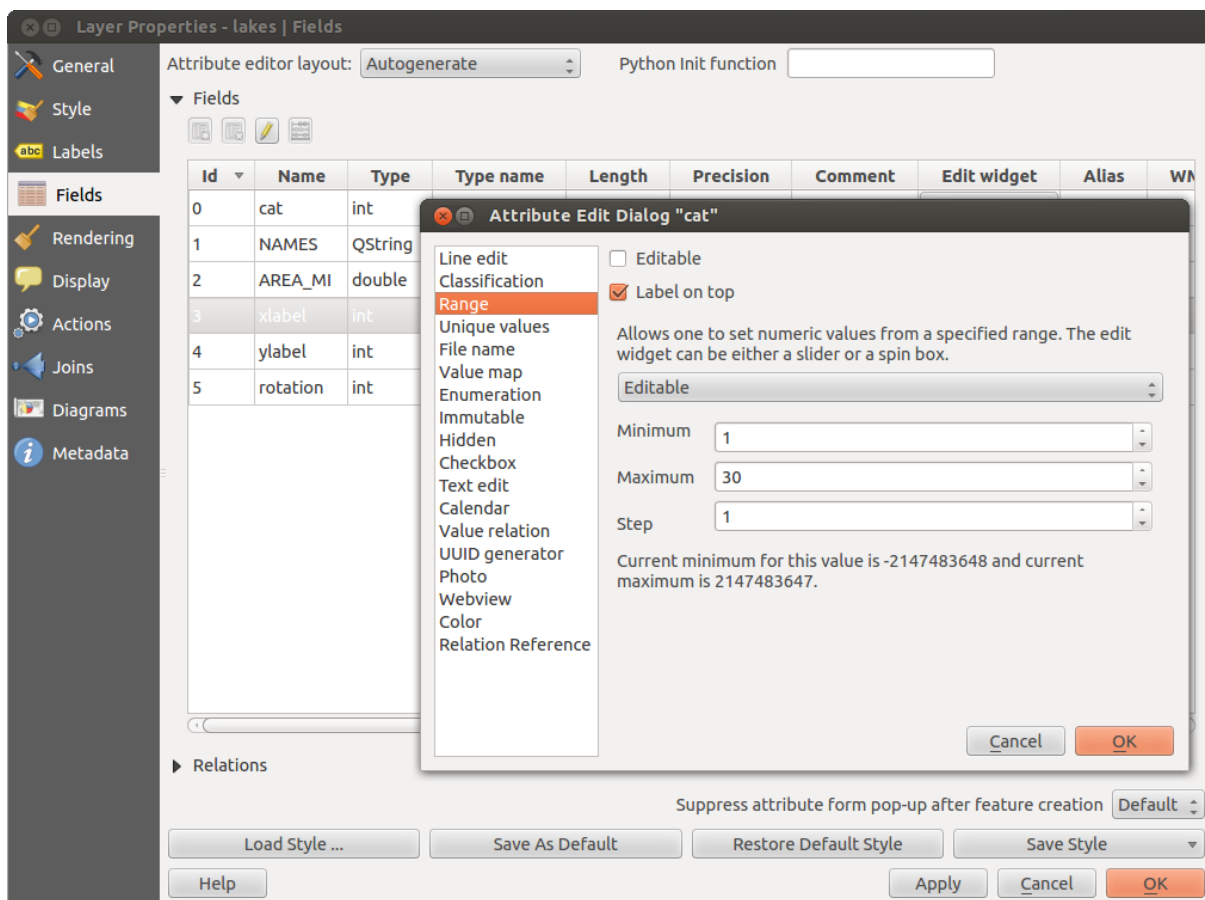 Layer Properties - lakes | Fields
General
Style
abc Labels
Fields
Rendering
Display
Actions
Joins
Diagrams
Metadata
Attribute editor layout: Autogenerate Python Init function
Fields
Id Name Type Type name Length Precision Comment Edit widget Alias WM
0 cat int
1 NAMES QString
2 AREA_MI double
3 xlabel int
4 ylabel int
5 rotation int
Attribute Edit Dialog "cat"
Line edit
Classification
Range
Unique values
File name
Value map
Enumeration
Immutable
Hidden
Checkbox
Text edit
Calendar
Value relation
UUID generator
Photo
Webview
Color
Relation Reference
Editable
Label on top
Allows one to set numeric values from a specified range. The edit
widget can be either a slider or a spin box.
Editable
Minimum 1
Maximum 30
Step 1
Current minimum for this value is -2147483648 and current
maximum is 2147483647.
Cancel OK
Relations
Suppress attribute form pop-up after feature creation Default
Load Style ... Save As Default Restore Default Style Save Style
Help Apply Cancel OK